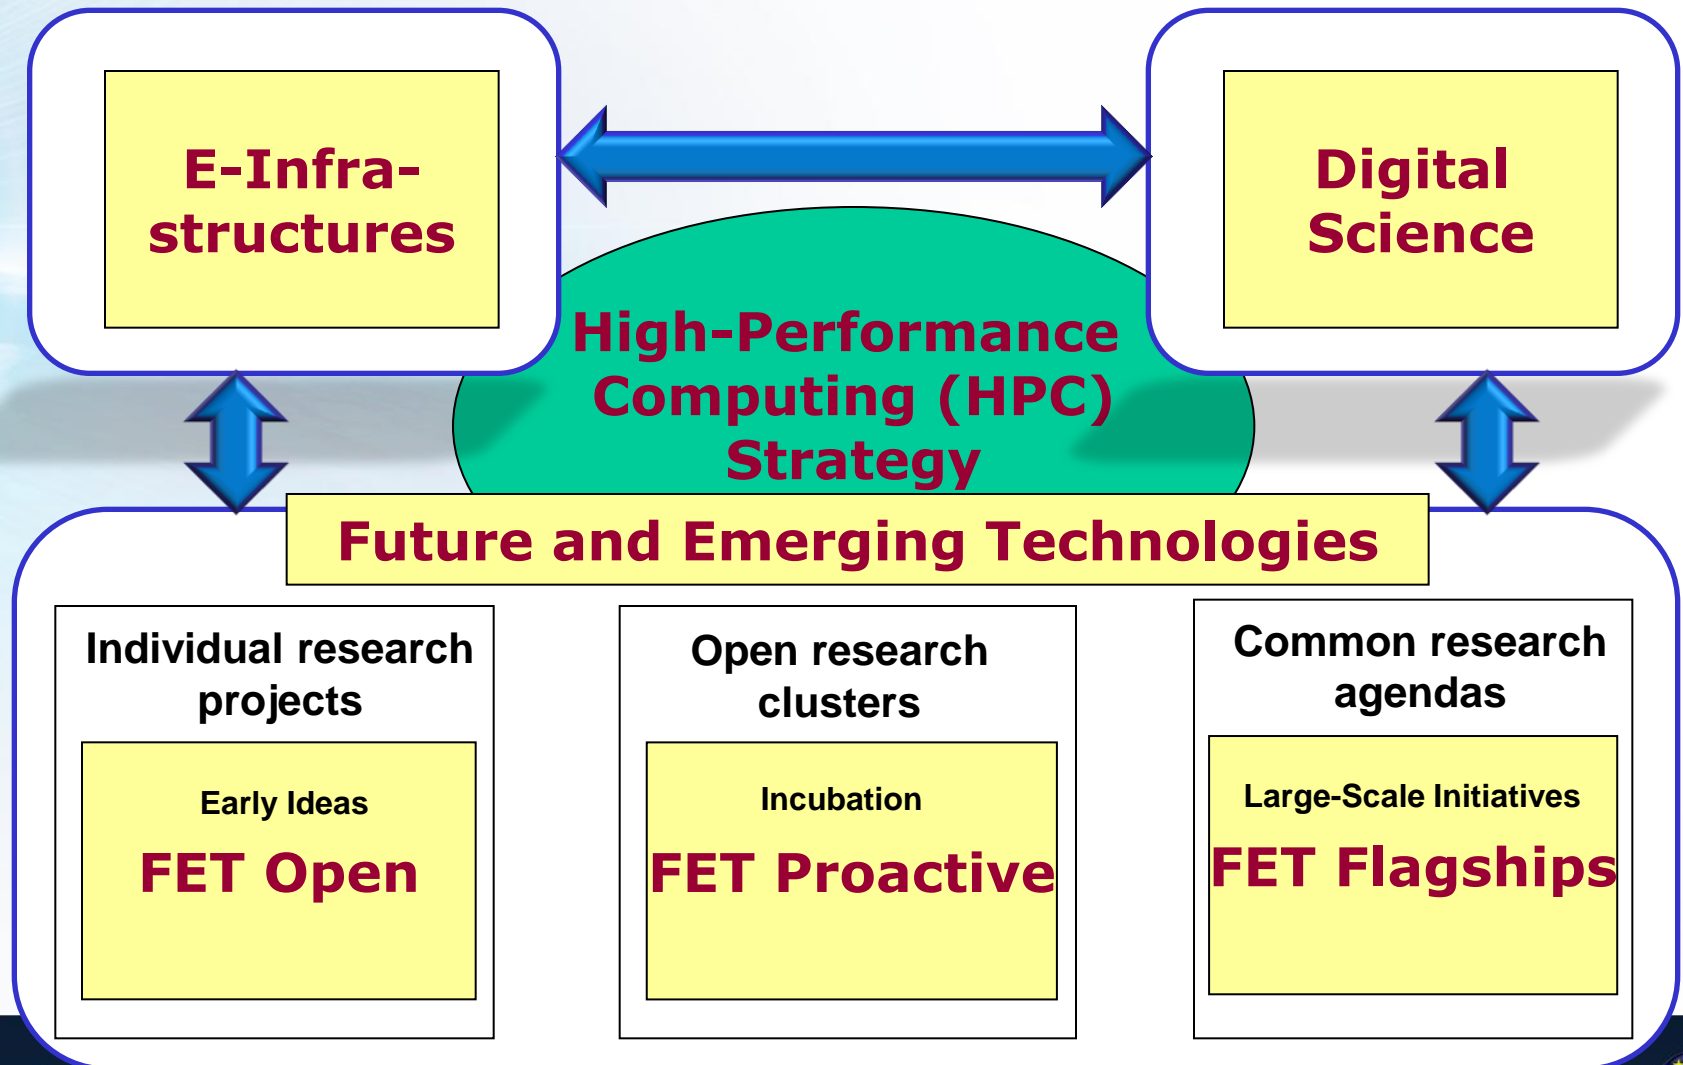 E-Infra-
structures
Digital
Science
High-Performance
Computing (HPC)
Strategy
Future and Emerging Technologies
Individual research
projects
Early Ideas
FET Open
Open research
clusters
Incubation
FET Proactive
Common research
agendas
Large-Scale Initiatives
FET Flagships